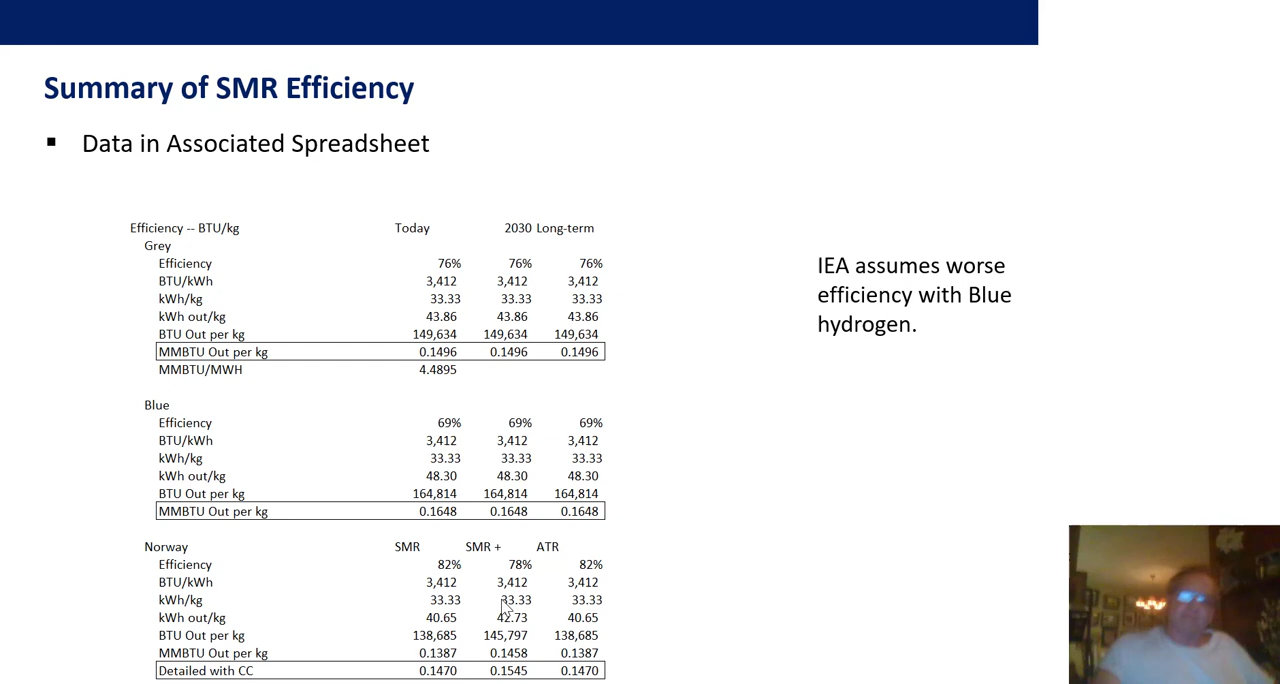 Summary of SMR Efficiency
▪ Data in Associated Spreadsheet
Efficiency -- BTU/kg Today 2030 Long-term
Grey
Efficiency 76% 76% 76%
BTU/kWh 3,412 3,412 3,412
kWh/kg 33.33 33.33 33.33
kWh out/kg 43.86 43.86 43.86
BTU Out per kg 149,634 149,634 149,634
MMBTU Out per kg 0.1496 0.1496 0.1496
MMBTU/MWH 4.4895
Blue
Efficiency 69% 69% 69%
BTU/kWh 3,412 3,412 3,412
kWh/kg 33.33 33.33 33.33
kWh out/kg 48.30 48.30 48.30
BTU Out per kg 164,814 164,814 164,814
MMBTU Out per kg 0.1648 0.1648 0.1648
Norway SMR SMR + ATR
Efficiency 82% 78% 82%
BTU/kWh 3,412 3,412 3,412
kWh/kg 33.33 33.33 33.33
kWh out/kg 40.65 42.73 40.65
BTU Out per kg 138,685 145,797 138,685
MMBTU Out per kg 0.1387 0.1458 0.1387
Detailed with CC 0.1470 0.1545 0.1470
IEA assumes worse
efficiency with Blue
hydrogen.